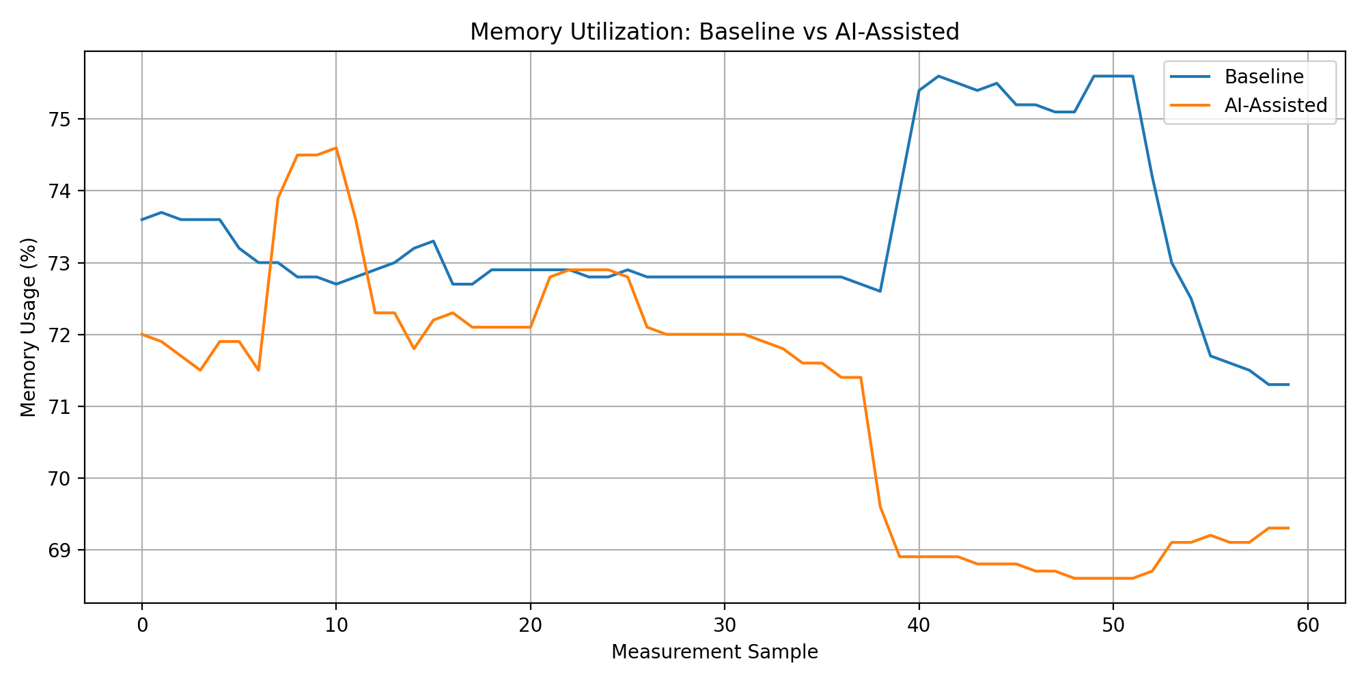 Memory Utilization: Baseline vs AI-Assisted
Baseline
AI-Assisted
Memory Usage (%)
75
74
73
72
71
70
69
0 10 20 30 40 50 60
Measurement Sample